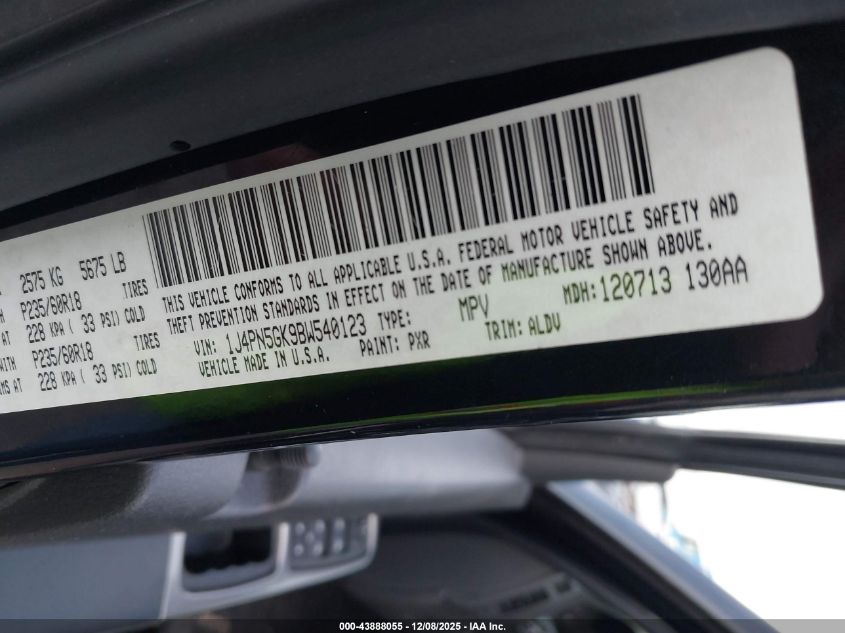 2575 KG 5675 LB
P235/60R18 TIRES
AT 228 KPA ( 33 PSI) COLD
WITH P235/60R18 TIRES
AT 228 KPA ( 33 PSI) COLD
THIS VEHICLE CONFORMS TO ALL APPLICABLE U.S.A. FEDERAL MOTOR VEHICLE SAFETY AND
THEFT PREVENTION STANDARDS IN EFFECT ON THE DATE OF MANUFACTURE SHOWN ABOVE.
VIN: 1J4PN5GK9BW540123 TYPE: MPV MDH: 120713 130AA
VEHICLE MADE IN U.S.A. PAINT: PXR TRIM: ALDV
000-43888055 - 12/08/2025 - IAA Inc.